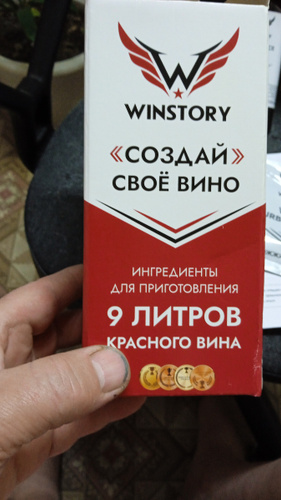 WINSTORY
«СОЗДАЙ»
СВОЁ ВИНО
ИНГРЕДИЕНТЫ
ДЛЯ ПРИГОТОВЛЕНИЯ
9 ЛИТРОВ
КРАСНОГО ВИНА